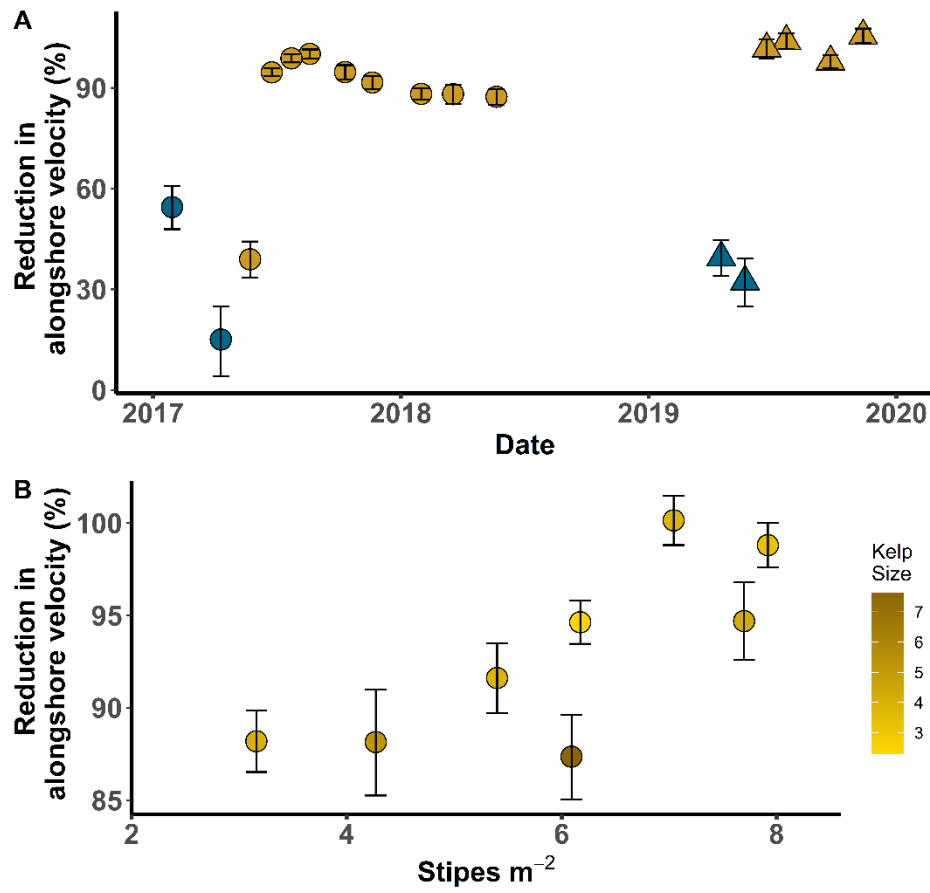 A
Reduction in
alongshore velocity (%)
90
60
30
0
2017 2018 2019 2020
Date
B
Reduction in
alongshore velocity (%)
100
95
90
85
2 4 6 8
Stipes m⁻²
Kelp
Size
7
6
5
4
3